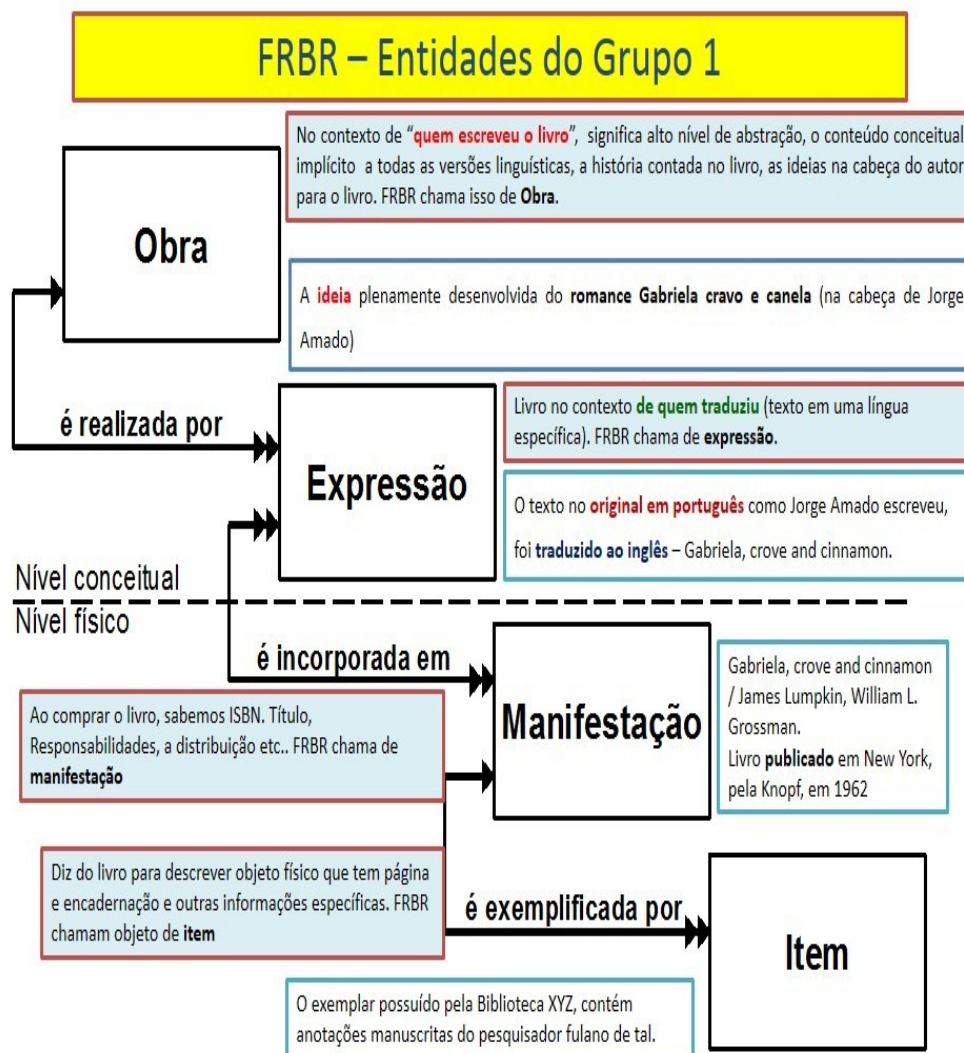 FRBR – Entidades do Grupo 1
No contexto de “quem escreveu o livro”, significa alto nível de abstração, o conteúdo conceitual
implícito a todas as versões linguísticas, a história contada no livro, as ideias na cabeça do autor
para o livro. FRBR chama isso de Obra.
Obra
A ideia plenamente desenvolvida do romance Gabriela cravo e canela (na cabeça de Jorge
Amado)
é realizada por
Expressão
Livro no contexto de quem traduziu (texto em uma língua
específica). FRBR chama de expressão.
O texto no original em português como Jorge Amado escreveu,
foi traduzido ao inglês – Gabriela, crove and cinnamon.
Nível conceitual
Nível físico
é incorporada em
Manifestação
Gabriela, crove and cinnamon
/ James Lumpkin, William L.
Grossman.
Livro publicado em New York,
pela Knopf, em 1962
Ao comprar o livro, sabemos ISBN. Título,
Responsabilidades, a distribuição etc.. FRBR chama de
manifestação
Diz do livro para descrever objeto físico que tem página
e encadernação e outras informações específicas. FRBR
chamam objeto de item
é exemplificada por
Item
O exemplar possuído pela Biblioteca XYZ, contém
anotações manuscritas do pesquisador fulano de tal.